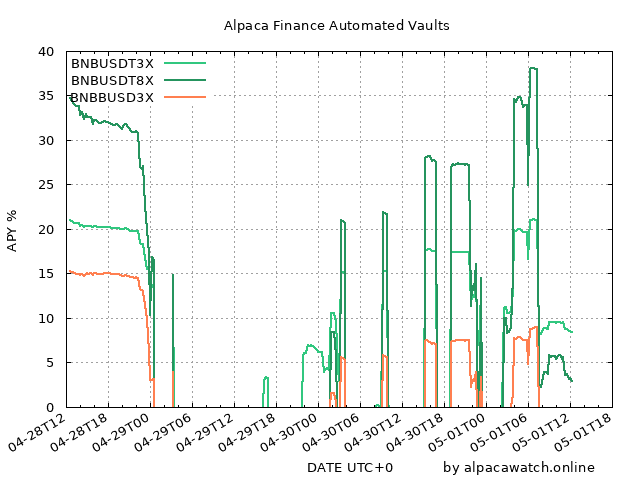 Alpaca Finance Automated Vaults
BNBUSDT3X
BNBUSDT8X
BNBBUSD3X
APY %
40
35
30
25
20
15
10
5
0
04-28T12
04-28T18
04-29T00
04-29T06
04-29T12
04-29T18
04-30T00
04-30T06
04-30T12
04-30T18
05-01T00
05-01T06
05-01T12
05-01T18
DATE UTC+0
by alpacawatch.online